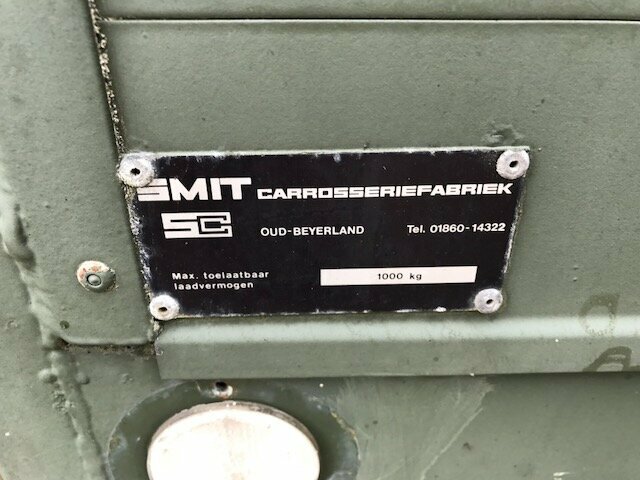 SMIT CARROSSERIEFABRIEK
SC OUD-BEYERLAND Tel. 01860-14322
Max. toelaatbaar
laadvermogen 1000 kg